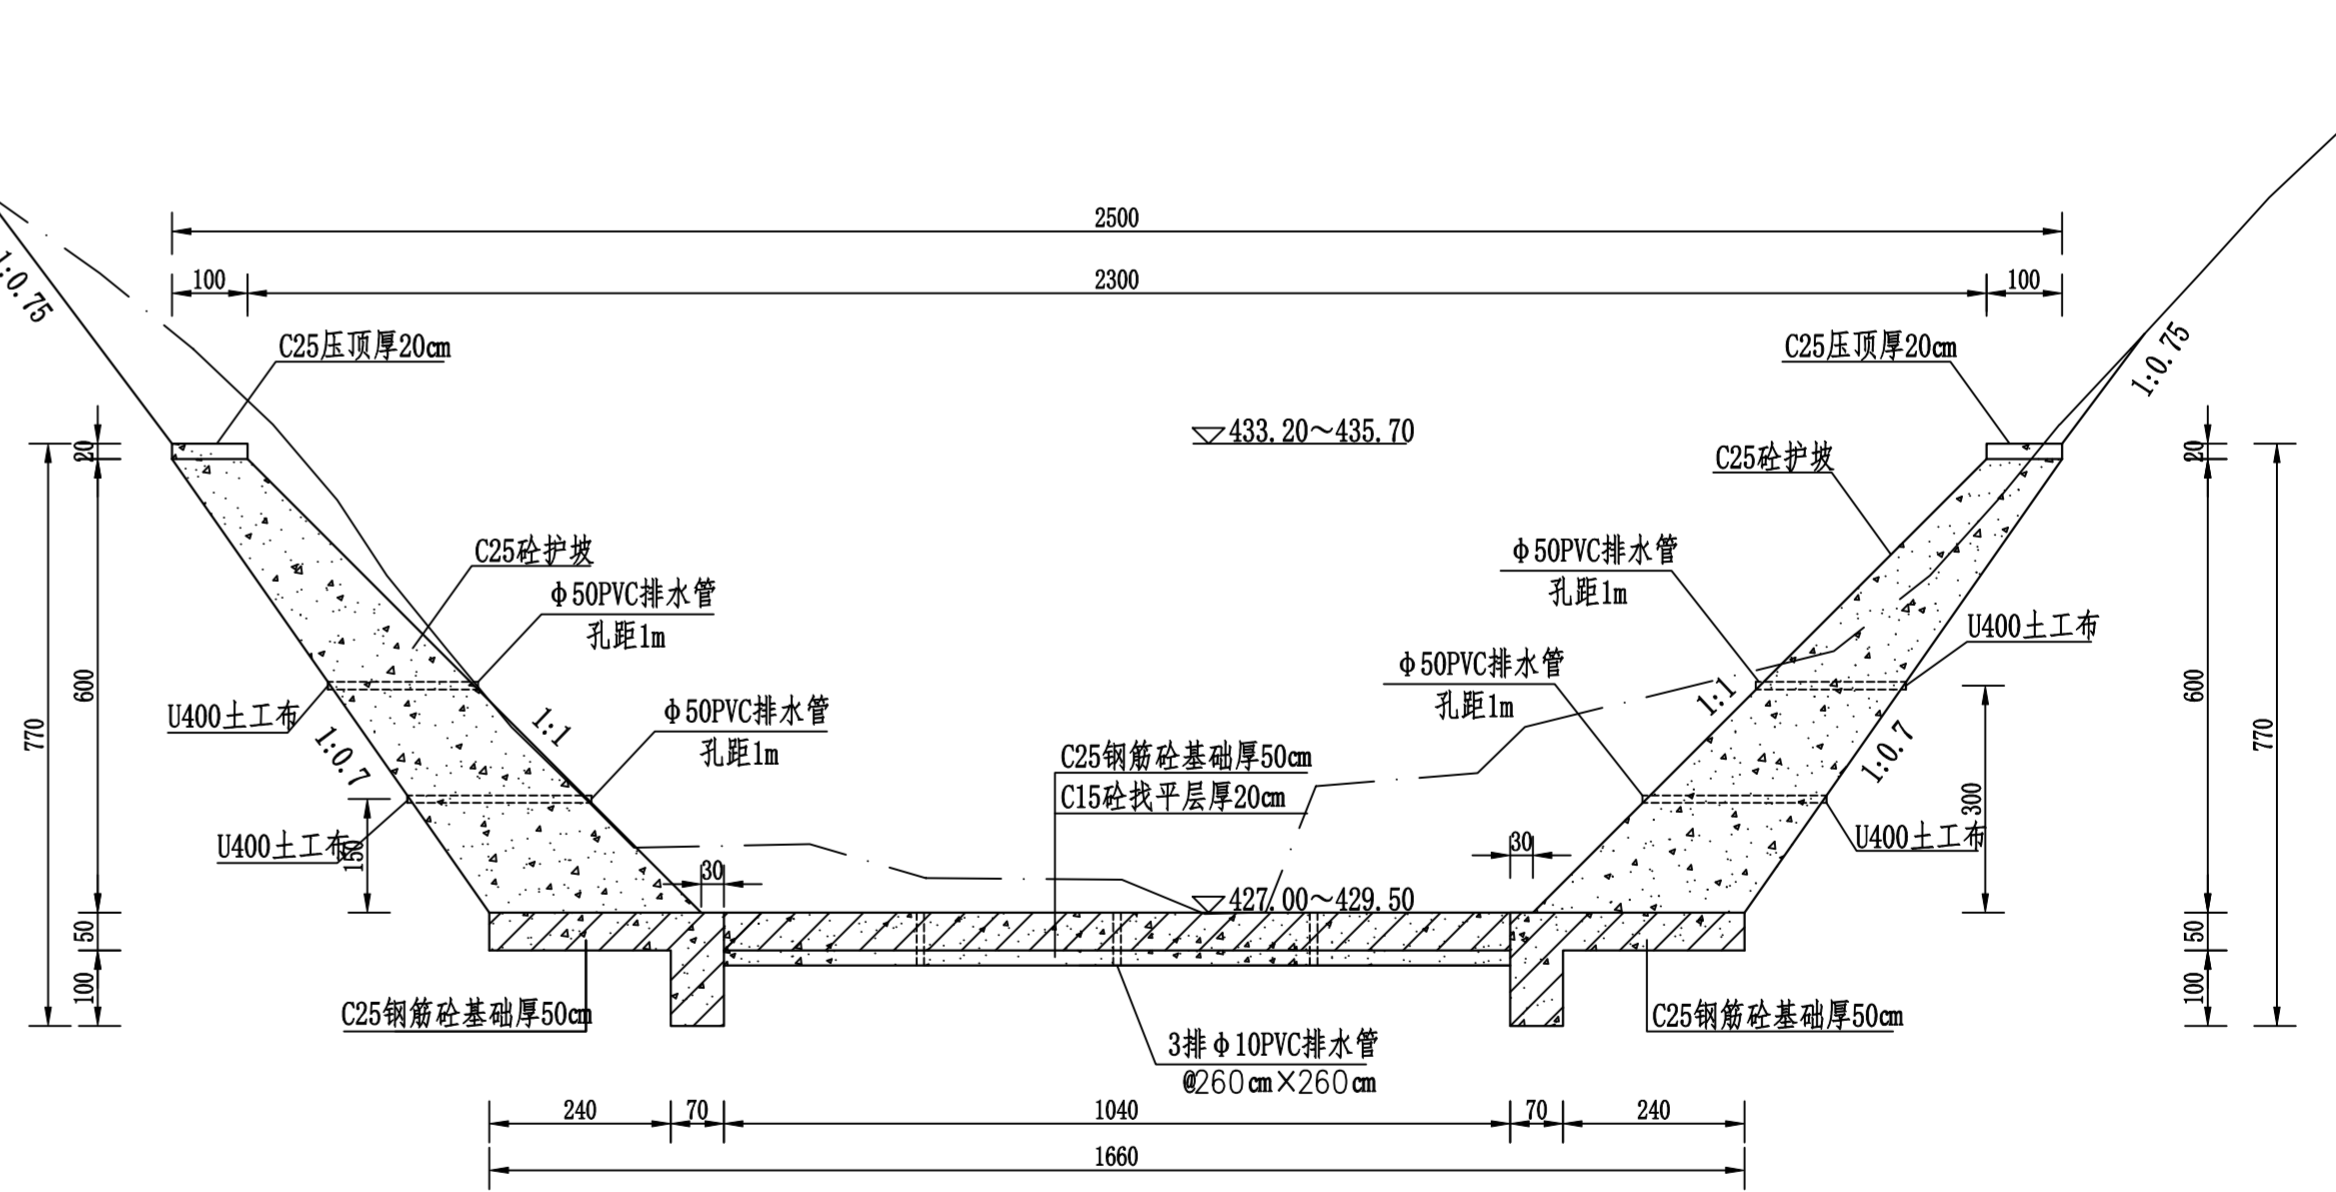 2500
100
2300
100
1:0.75
1:0.75
C25压顶厚20cm
C25压顶厚20cm
433.20～435.70
20
20
C25砼护坡
C25砼护坡
φ50PVC排水管
孔距1m
φ50PVC排水管
孔距1m
U400土工布
φ50PVC排水管
孔距1m
600
600
1:1
1:1
U400土工布
φ50PVC排水管
孔距1m
770
770
1:0.7
1:0.7
C25钢筋砼基础厚50cm
C15砼找平层厚20cm
300
U400土工布
150
U400土工布
30
30
427.00～429.50
50
50
100
100
C25钢筋砼基础厚50cm
C25钢筋砼基础厚50cm
3排φ10PVC排水管
@260cm×260cm
240
70
1040
70
240
1660